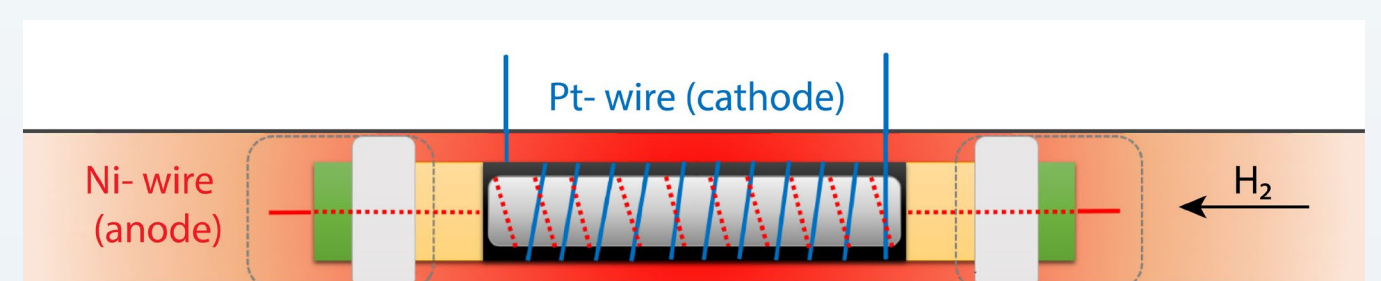 Pt- wire (cathode)
Ni- wire
(anode)
H₂